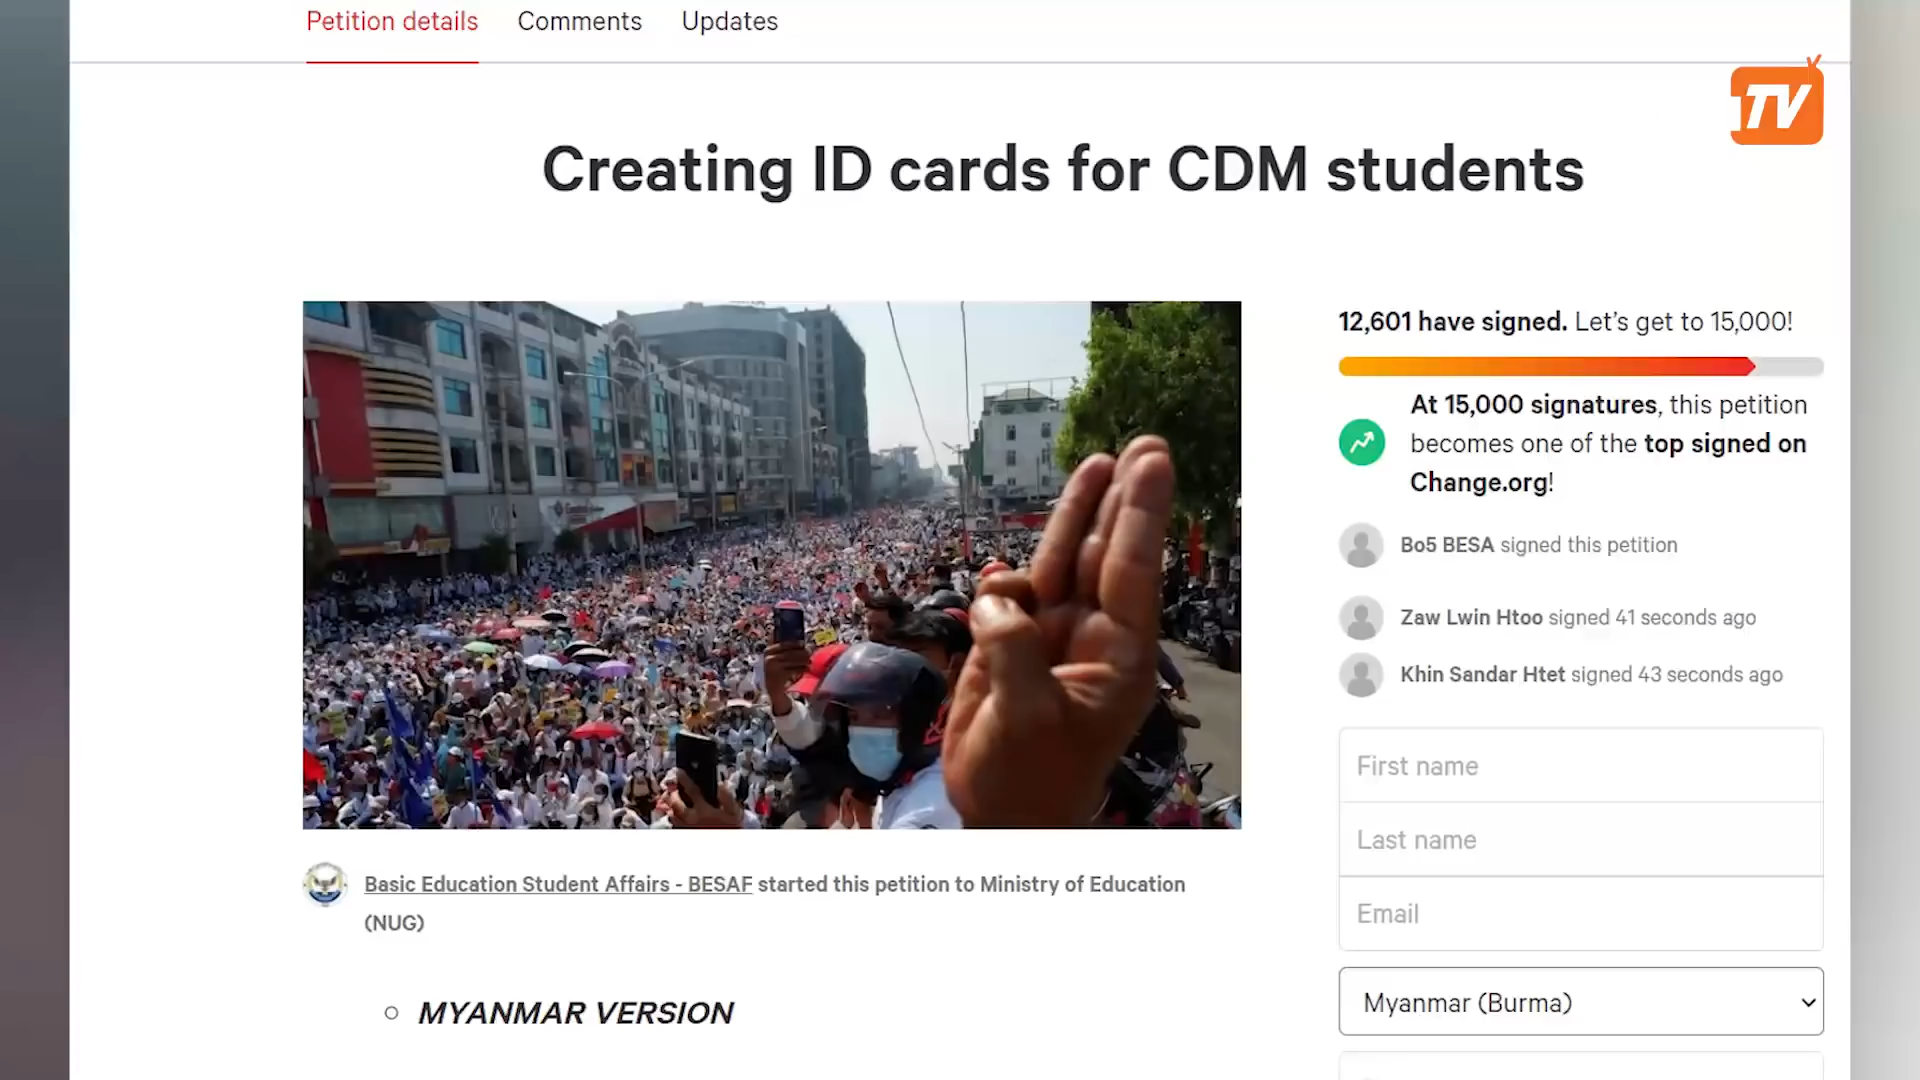 Petition details Comments Updates
TV
Creating ID cards for CDM students
12,601 have signed. Let's get to 15,000!
At 15,000 signatures, this petition
becomes one of the top signed on
Change.org!
Bo5 BESA signed this petition
Zaw Lwin Htoo signed 41 seconds ago
Khin Sandar Htet signed 43 seconds ago
First name
Last name
Email
Myanmar (Burma)
Basic Education Student Affairs - BESAF started this petition to Ministry of Education
(NUG)
MYANMAR VERSION